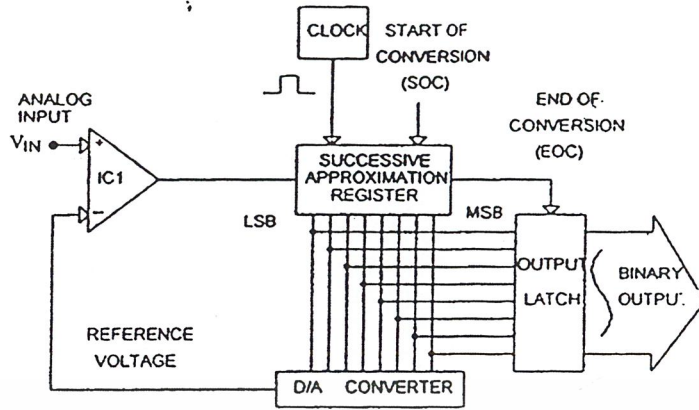 CLOCK
START OF
CONVERSION
(SOC)
ANALOG
INPUT
VIN
+
IC1
−
SUCCESSIVE
APPROXIMATION
REGISTER
END OF
CONVERSION
(EOC)
LSB
MSB
OUTPUT
LATCH
BINARY
OUTPUT
REFERENCE
VOLTAGE
D/A CONVERTER